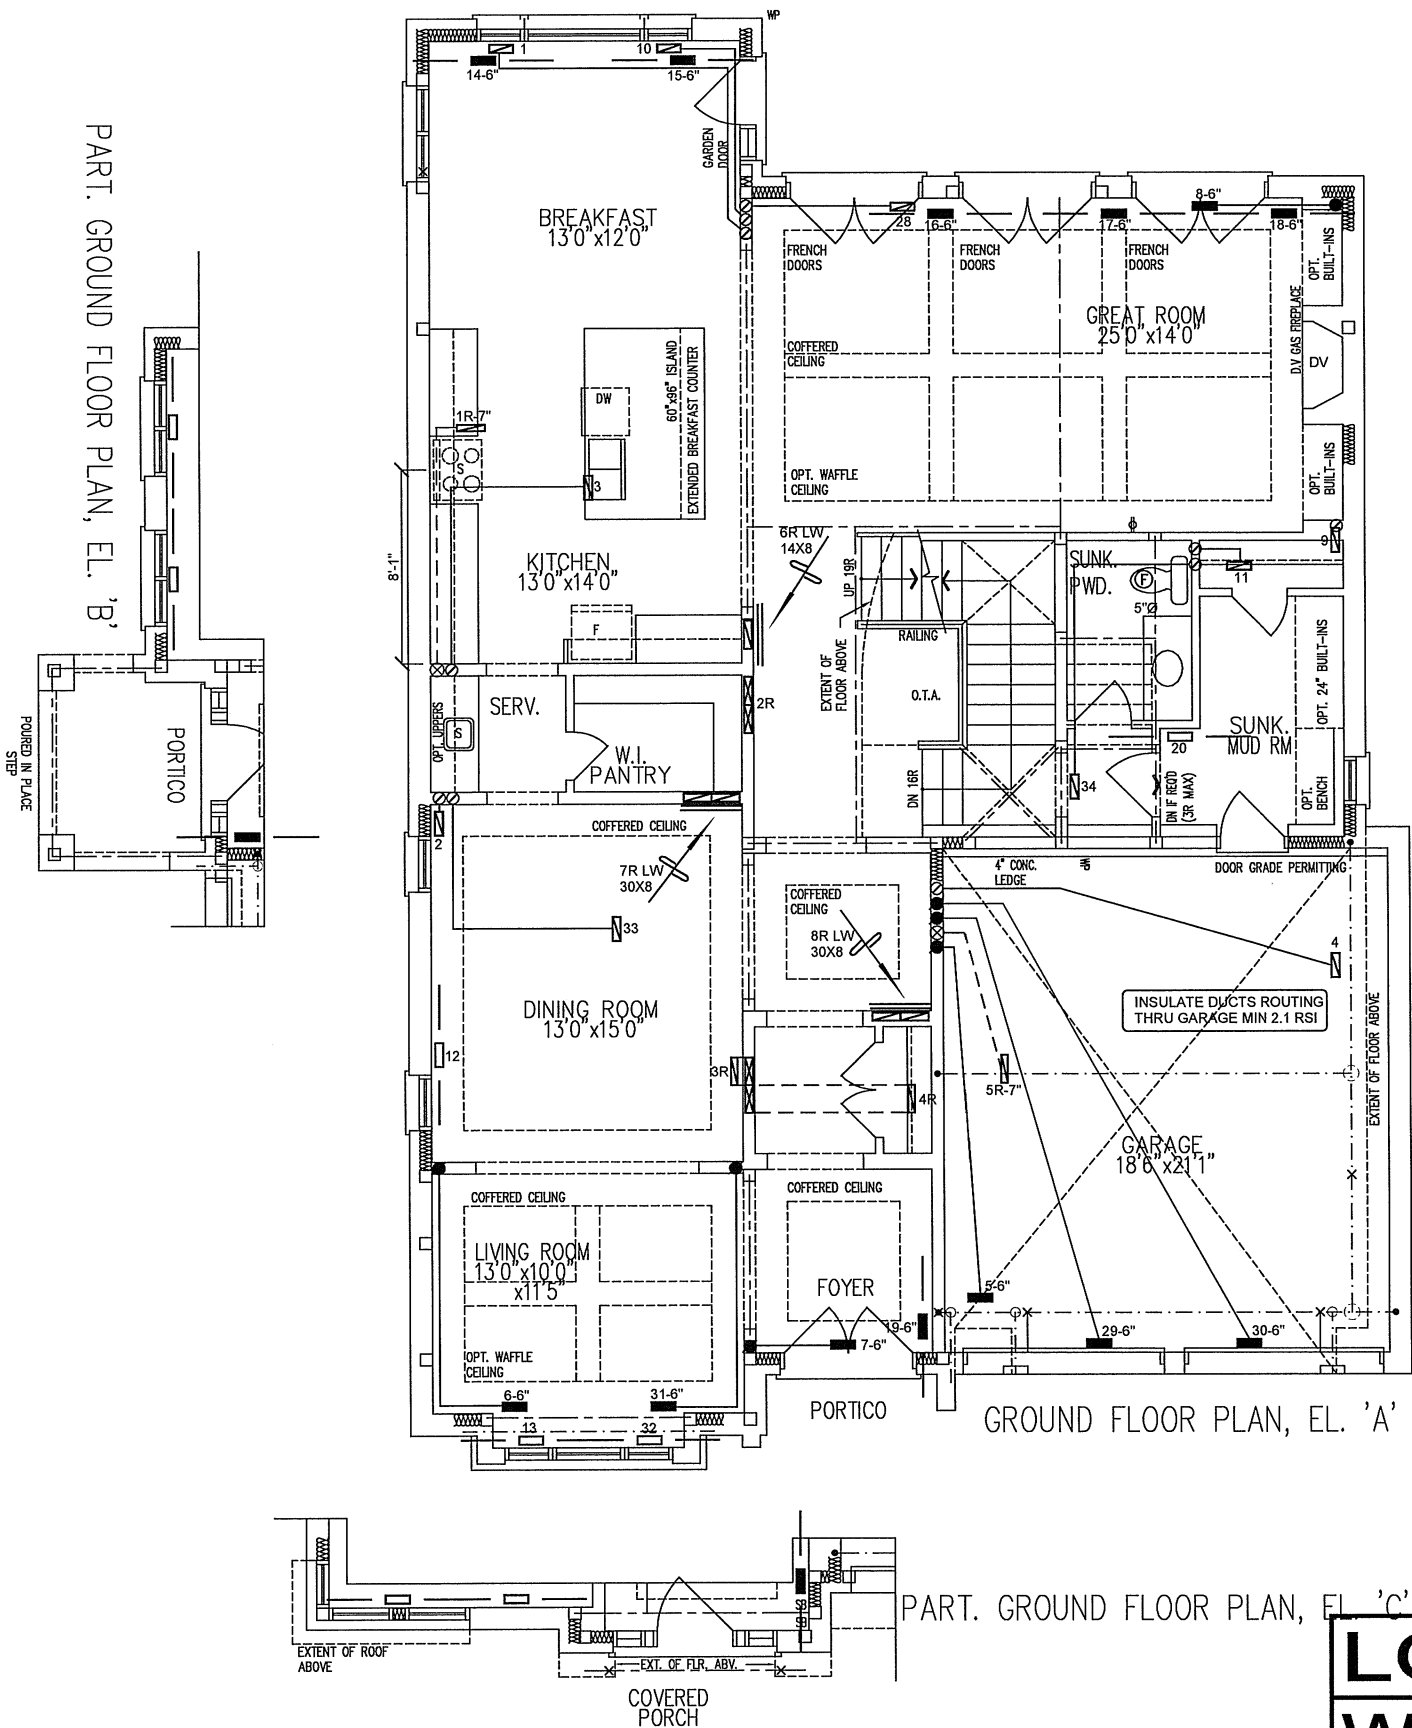 WP
1
10
14-6"
15-6"
GARDEN
DOOR
BREAKFAST
13'0"x12'0"
28
16-6"
17-6"
8-6"
18-6"
FRENCH
DOORS
FRENCH
DOORS
FRENCH
DOORS
OPT.
BUILT-INS
GREAT ROOM
25'0"x14'0"
D.V GAS FIREPLACE
DV
COFFERED
CEILING
OPT. WAFFLE
CEILING
OPT.
BUILT-INS
60"x96" ISLAND
EXTENDED BREAKFAST COUNTER
DW
1R-7"
S
3
8'-1"
KITCHEN
13'0"x14'0"
F
6R LW
14X8
UP 19R
RAILING
EXTENT OF
FLOOR ABOVE
O.T.A.
DN 16R
SUNK.
PWD.
F
5"Ø
9
11
OPT. 24" BUILT-INS
SUNK.
MUD RM
20
34
DN IF REQ'D
(3R MAX)
OPT.
BENCH
SERV.
OPT. UPPERS
S
W.I.
PANTRY
2R
2
COFFERED CEILING
7R LW
30X8
33
DINING ROOM
13'0"x15'0"
12
COFFERED
CEILING
8R LW
30X8
3R
4R
4" CONC.
LEDGE
DOOR GRADE PERMITTING
4
INSULATE DUCTS ROUTING
THRU GARAGE MIN 2.1 RSI
5R-7"
EXTENT OF FLOOR ABOVE
GARAGE
18'6"x21'1"
COFFERED CEILING
LIVING ROOM
13'0"x10'0"
x11'5"
OPT. WAFFLE
CEILING
6-6"
31-6"
13
32
COFFERED CEILING
FOYER
19-6"
7-6"
5-6"
29-6"
30-6"
PORTICO
GROUND FLOOR PLAN, EL. 'A'
PART. GROUND FLOOR PLAN, EL. 'B'
PORTICO
POURED IN PLACE
STEP
PART. GROUND FLOOR PLAN, EL. 'C'
EXTENT OF ROOF
ABOVE
EXT. OF FLR. ABV.
SB
SB
COVERED
PORCH